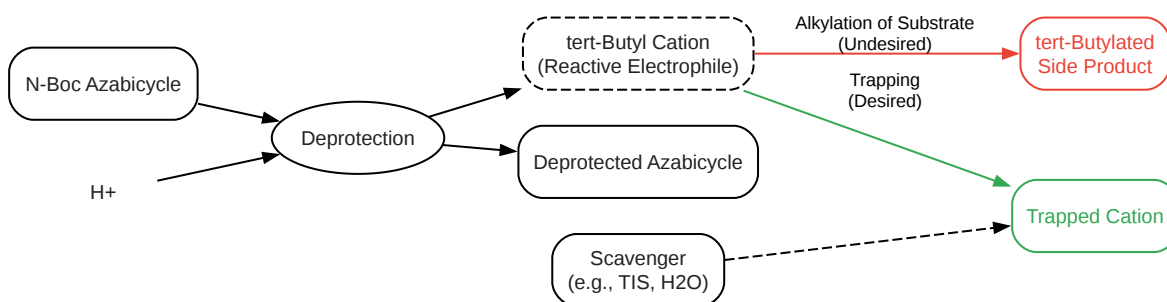 N-Boc Azabicycle
H+
Deprotection
tert-Butyl Cation
(Reactive Electrophile)
Deprotected Azabicycle
Scavenger
(e.g., TIS, H2O)
Alkylation of Substrate
(Undesired)
Trapping
(Desired)
tert-Butylated
Side Product
Trapped Cation